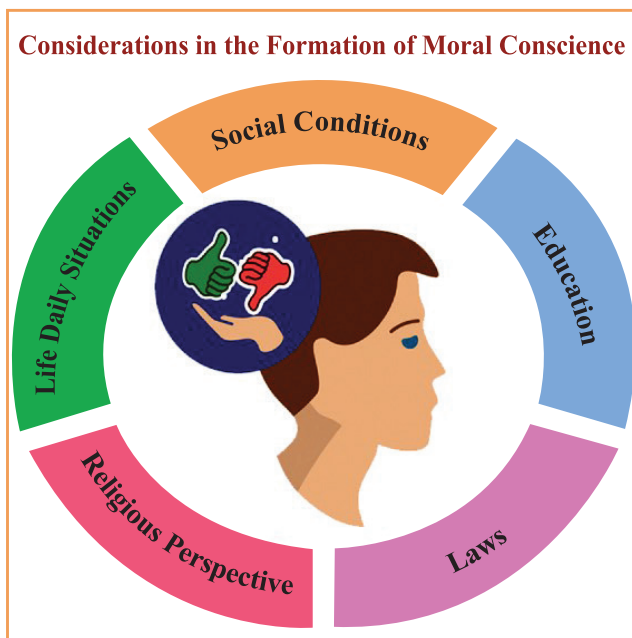 Considerations in the Formation of Moral Conscience
Social Conditions
Education
Laws
Religious Perspective
Life Daily Situations